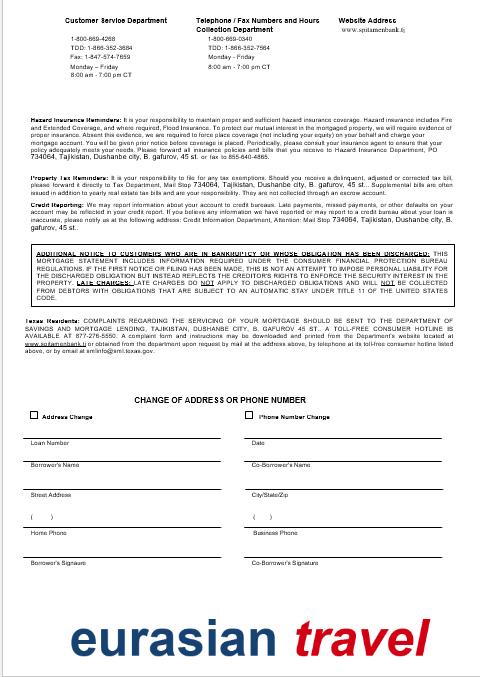 Customer Service Department
Telephone / Fax Numbers and Hours
Website Address
Collection Department
www.spitamenbank.tj
1-800-669-4268
1-800-669-0340
TDD: 1-866-352-3684
TDD: 1-866-352-7564
Fax: 1-847-574-7659
Monday - Friday
Monday – Friday
8:00 am - 7:00 pm CT
8:00 am - 7:00 pm CT
Hazard Insurance Reminders: It is your responsibility to maintain proper and sufficient hazard insurance coverage. Hazard insurance includes Fire
and Extended Coverage, and where required, Flood Insurance. To protect our mutual interest in the mortgaged property, we will require evidence
of proper insurance. Absent this evidence, we are required to force place coverage (not including your equity) on your behalf and charge your
mortgage account. You will be given prior notice before coverage is placed. Periodically, please consult your insurance agent to ensure that your
policy adequately meets your needs. Please forward all insurance policies and bills that you receive to Hazard Insurance Department, PO
734064, Tajikistan, Dushanbe city, B. gafurov, 45 st. or fax to 855-640-4865.
Property Tax Reminders: It is your responsibility to file for any tax exemptions. Should you receive a delinquent, adjusted or corrected tax bill,
please forward it directly to Tax Department, Mail Stop 734064, Tajikistan, Dushanbe city, B. gafurov, 45 st.. Supplemental bills are often
issued in addition to yearly real estate tax bills and are your responsibility. They are not collected through an escrow account.
Credit Reporting: We may report information about your account to credit bureaus. Late payments, missed payments, or other defaults on your
account may be reflected in your credit report. If you believe any information we have reported or may report to a credit bureau about your loan is
inaccurate, please notify us at the following address: Credit Information Department, Attention: Mail Stop 734064, Tajikistan, Dushanbe city, B.
gafurov, 45 st..
ADDITIONAL NOTICE TO CUSTOMERS WHO ARE IN BANKRUPTCY OR WHOSE OBLIGATION HAS BEEN DISCHARGED: THIS
MORTGAGE STATEMENT INCLUDES INFORMATION REQUIRED UNDER THE CONSUMER FINANCIAL PROTECTION BUREAU
REGULATIONS. IF THE FIRST NOTICE OR FILING HAS BEEN MADE, THIS IS NOT AN ATTEMPT TO IMPOSE PERSONAL LIABILITY FOR
THE DISCHARGED OBLIGATION BUT INSTEAD REFLECTS THE CREDITOR'S RIGHTS TO ENFORCE THE SECURITY INTEREST IN THE
PROPERTY. LATE CHARGES: LATE CHARGES DO NOT APPLY TO DISCHARGED OBLIGATIONS AND WILL NOT BE COLLECTED
FROM DEBTORS WITH OBLIGATIONS THAT ARE SUBJECT TO AN AUTOMATIC STAY UNDER TITLE 11 OF THE UNITED STATES
CODE.
Texas Residents: COMPLAINTS REGARDING THE SERVICING OF YOUR MORTGAGE SHOULD BE SENT TO THE DEPARTMENT OF
SAVINGS AND MORTGAGE LENDING, TAJIKISTAN, DUSHANBE CITY, B. GAFUROV 45 ST.. A TOLL-FREE CONSUMER HOTLINE IS
AVAILABLE AT 877-276-5550. A complaint form and instructions may be downloaded and printed from the Department's website located at
www.spitamenbank.tj or obtained from the department upon request by mail at the address above, by telephone at its toll-free consumer hotline listed
above, or by email at smlinfo@sml.texas.gov.
CHANGE OF ADDRESS OR PHONE NUMBER
Address Change
Phone Number Change
Loan Number
Date
Borrower's Name
Co-Borrower's Name
Street Address
City/State/Zip
( )
( )
Home Phone
Business Phone
Borrower's Signaure
Co-Borrower's Signature
eurasian travel